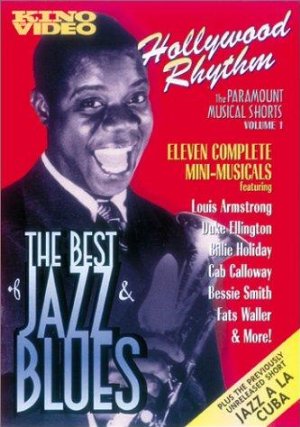 KINO
VIDEO
Hollywood
Rhythm
The PARAMOUNT
MUSICAL SHORTS
VOLUME 1
ELEVEN COMPLETE
MINI-MUSICALS
featuring
Louis Armstrong
Duke Ellington
Billie Holiday
Cab Calloway
Bessie Smith
Fats Waller
& More!
THE BEST
of JAZZ &
BLUES
PLUS THE PREVIOUSLY
UNRELEASED SHORT
JAZZ A LA
CUBA